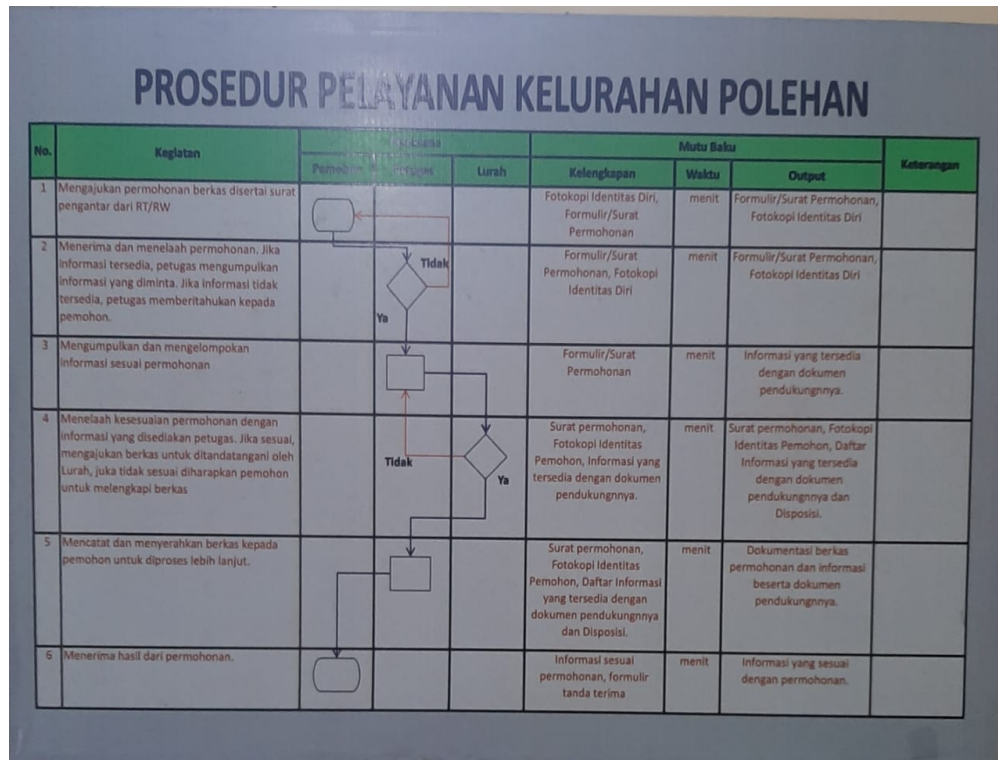 PROSEDUR PELAYANAN KELURAHAN POLEHAN
No.
Kegiatan
Mutu Baku
Keterangan
Lurah
Kelengkapan
Waktu
Output
1
Mengajukan permohonan berkas disertai surat
pengantar dari RT/RW
Fotokopi Identitas Diri,
Formulir/Surat
Permohonan
menit
Formulir/Surat Permohonan,
Fotokopi Identitas Diri
2
Menerima dan menelaah permohonan. Jika
informasi tersedia, petugas mengumpulkan
informasi yang diminta. Jika informasi tidak
tersedia, petugas memberitahukan kepada
pemohon.
Tidak
Ya
Formulir/Surat
Permohonan, Fotokopi
Identitas Diri
menit
Formulir/Surat Permohonan,
Fotokopi Identitas Diri
3
Mengumpulkan dan mengelompokan
informasi sesuai permohonan
Formulir/Surat
Permohonan
menit
Informasi yang tersedia
dengan dokumen
pendukungnnya.
4
Menelaah kesesuaian permohonan dengan
informasi yang disediakan petugas. Jika sesuai,
mengajukan berkas untuk ditandatangani oleh
Lurah, juka tidak sesuai diharapkan pemohon
untuk melengkapi berkas
Tidak
Ya
Surat permohonan,
Fotokopi Identitas
Pemohon, Informasi yang
tersedia dengan dokumen
pendukungnnya.
menit
Surat permohonan, Fotokopi
Identitas Pemohon, Daftar
Informasi yang tersedia
dengan dokumen
pendukungnnya dan
Disposisi.
5
Mencatat dan menyerahkan berkas kepada
pemohon untuk diproses lebih lanjut.
Surat permohonan,
Fotokopi Identitas
Pemohon, Daftar Informasi
yang tersedia dengan
dokumen pendukungnnya
dan Disposisi.
menit
Dokumentasi berkas
permohonan dan informasi
beserta dokumen
pendukungnnya.
6
Menerima hasil dari permohonan.
Informasi sesuai
permohonan, formulir
tanda terima
menit
Informasi yang sesuai
dengan permohonan.